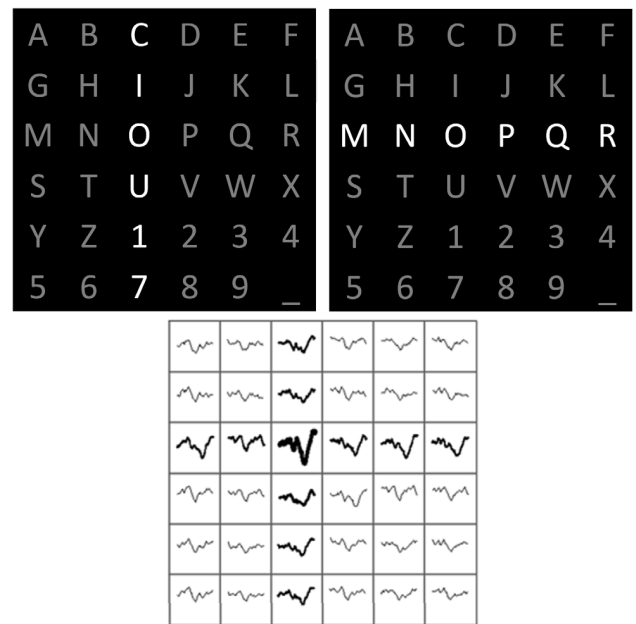 A B C D E F
G H I J K L
M N O P Q R
S T U V W X
Y Z 1 2 3 4
5 6 7 8 9 _
A B C D E F
G H I J K L
M N O P Q R
S T U V W X
Y Z 1 2 3 4
5 6 7 8 9 _